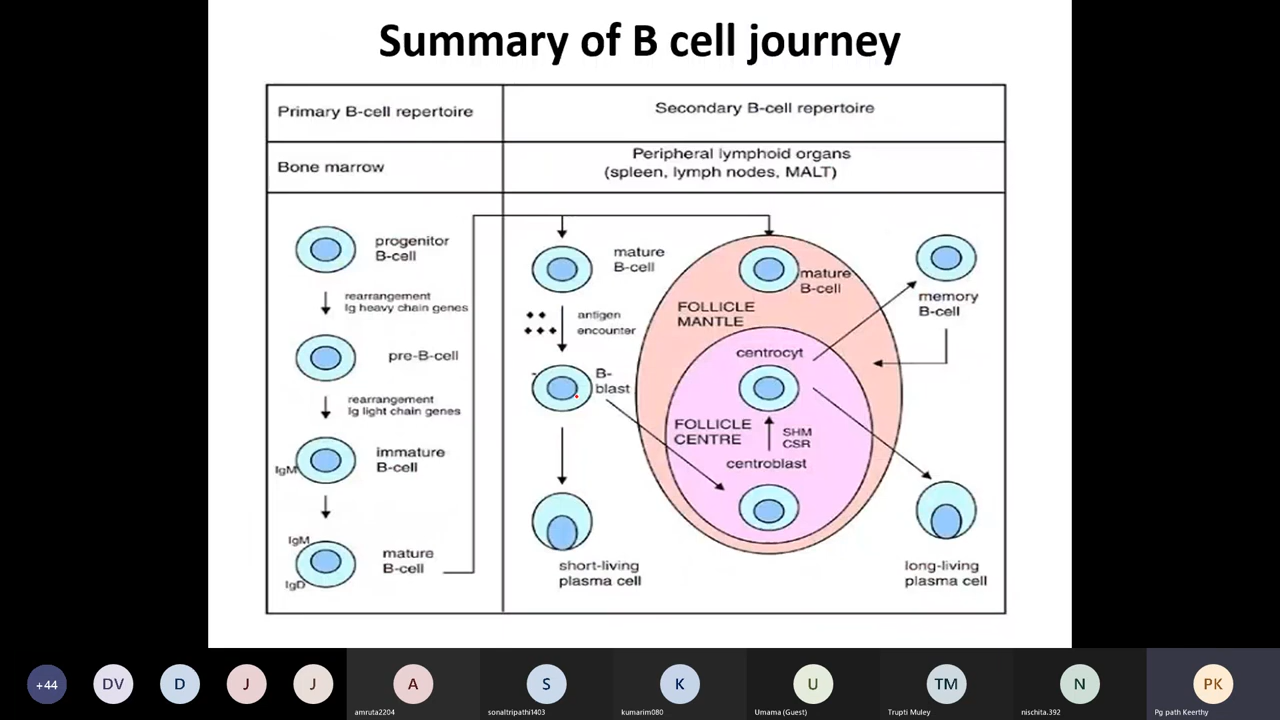 Summary of B cell journey
Primary B-cell repertoire
Secondary B-cell repertoire
Bone marrow
Peripheral lymphoid organs
(spleen, lymph nodes, MALT)
progenitor
B-cell
rearrangement
Ig heavy chain genes
pre-B-cell
rearrangement
Ig light chain genes
immature
B-cell
IgM
IgM
mature
B-cell
IgD
mature
B-cell
antigen
encounter
B-
blast
short-living
plasma cell
mature
B-cell
FOLLICLE
MANTLE
centrocyt
FOLLICLE
CENTRE
SHM
CSR
centroblast
memory
B-cell
long-living
plasma cell
+44
DV
D
J
J
A
S
K
U
TM
N
PK
amruta2204
sonaltripathi1403
kumarim080
Umama (Guest)
Trupti Muley
nischita.392
Pg path Keerthy